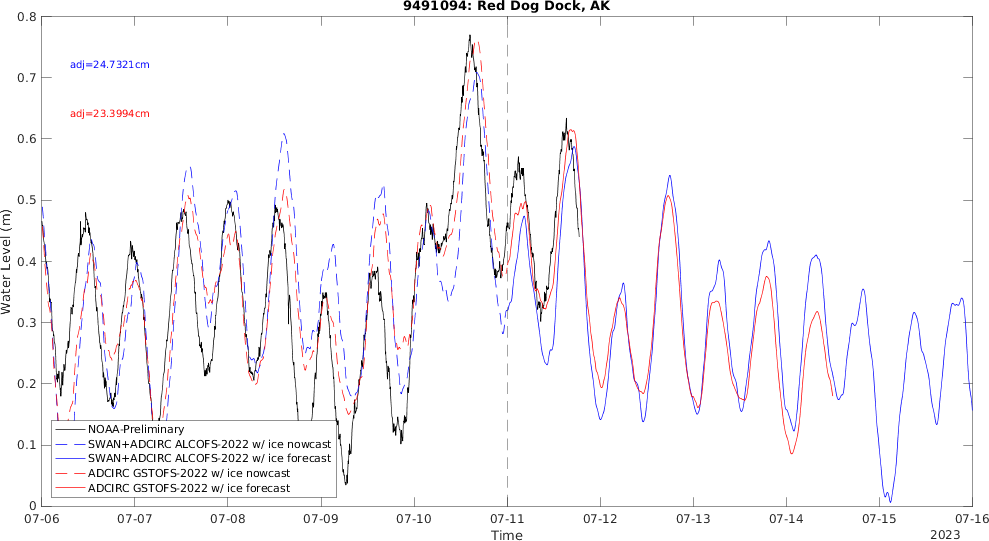 9491094: Red Dog Dock, AK
adj=24.7321cm
adj=23.3994cm
Water Level (m)
0.8
0.7
0.6
0.5
0.4
0.3
0.2
0.1
0
NOAA-Preliminary
SWAN+ADCIRC ALCOFS-2022 w/ ice nowcast
SWAN+ADCIRC ALCOFS-2022 w/ ice forecast
ADCIRC GSTOFS-2022 w/ ice nowcast
ADCIRC GSTOFS-2022 w/ ice forecast
07-06 07-07 07-08 07-09 07-10 07-11 07-12 07-13 07-14 07-15 07-16
Time
2023